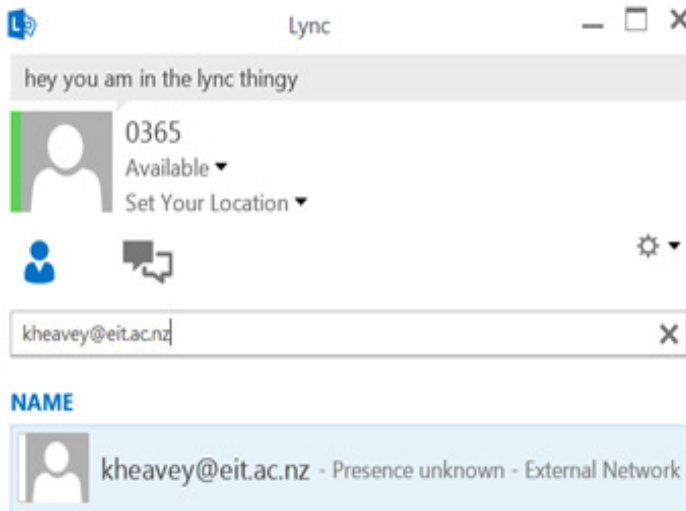 Lync
hey you am in the lync thingy
0365
Available
Set Your Location
kheavey@eit.ac.nz
NAME
kheavey@eit.ac.nz - Presence unknown - External Network